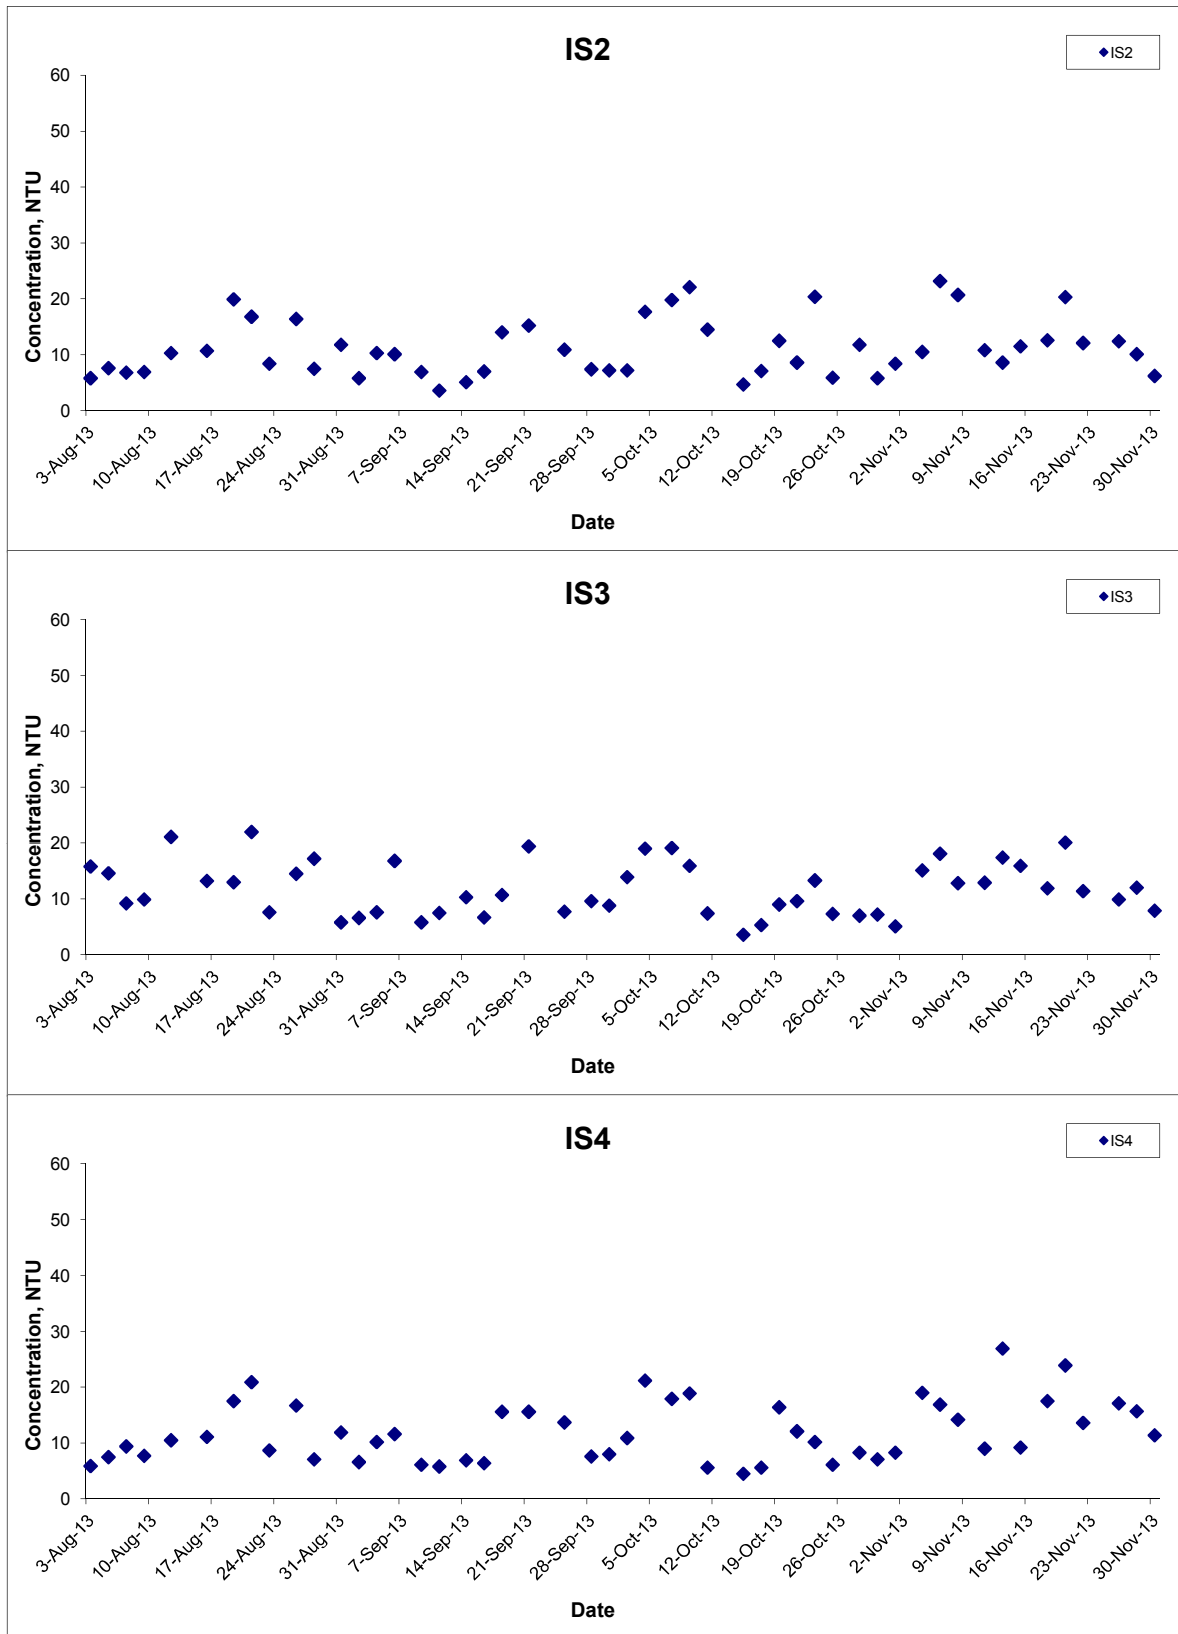 IS2
IS2
60
50
40
30
20
10
0
Concentration, NTU
3-Aug-13 10-Aug-13 17-Aug-13 24-Aug-13 31-Aug-13 7-Sep-13 14-Sep-13 21-Sep-13 28-Sep-13 5-Oct-13 12-Oct-13 19-Oct-13 26-Oct-13 2-Nov-13 9-Nov-13 16-Nov-13 23-Nov-13 30-Nov-13
Date
IS3
IS3
60
50
40
30
20
10
0
Concentration, NTU
3-Aug-13 10-Aug-13 17-Aug-13 24-Aug-13 31-Aug-13 7-Sep-13 14-Sep-13 21-Sep-13 28-Sep-13 5-Oct-13 12-Oct-13 19-Oct-13 26-Oct-13 2-Nov-13 9-Nov-13 16-Nov-13 23-Nov-13 30-Nov-13
Date
IS4
IS4
60
50
40
30
20
10
0
Concentration, NTU
3-Aug-13 10-Aug-13 17-Aug-13 24-Aug-13 31-Aug-13 7-Sep-13 14-Sep-13 21-Sep-13 28-Sep-13 5-Oct-13 12-Oct-13 19-Oct-13 26-Oct-13 2-Nov-13 9-Nov-13 16-Nov-13 23-Nov-13 30-Nov-13
Date